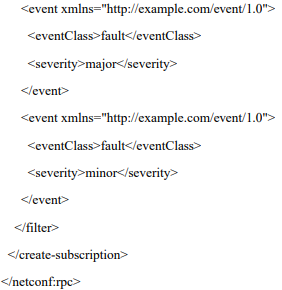 <event xmlns="http://example.com/event/1.0">
<eventClass>fault</eventClass>
<severity>major</severity>
</event>
<event xmlns="http://example.com/event/1.0">
<eventClass>fault</eventClass>
<severity>minor</severity>
</event>
</filter>
</create-subscription>
</netconf:rpc>